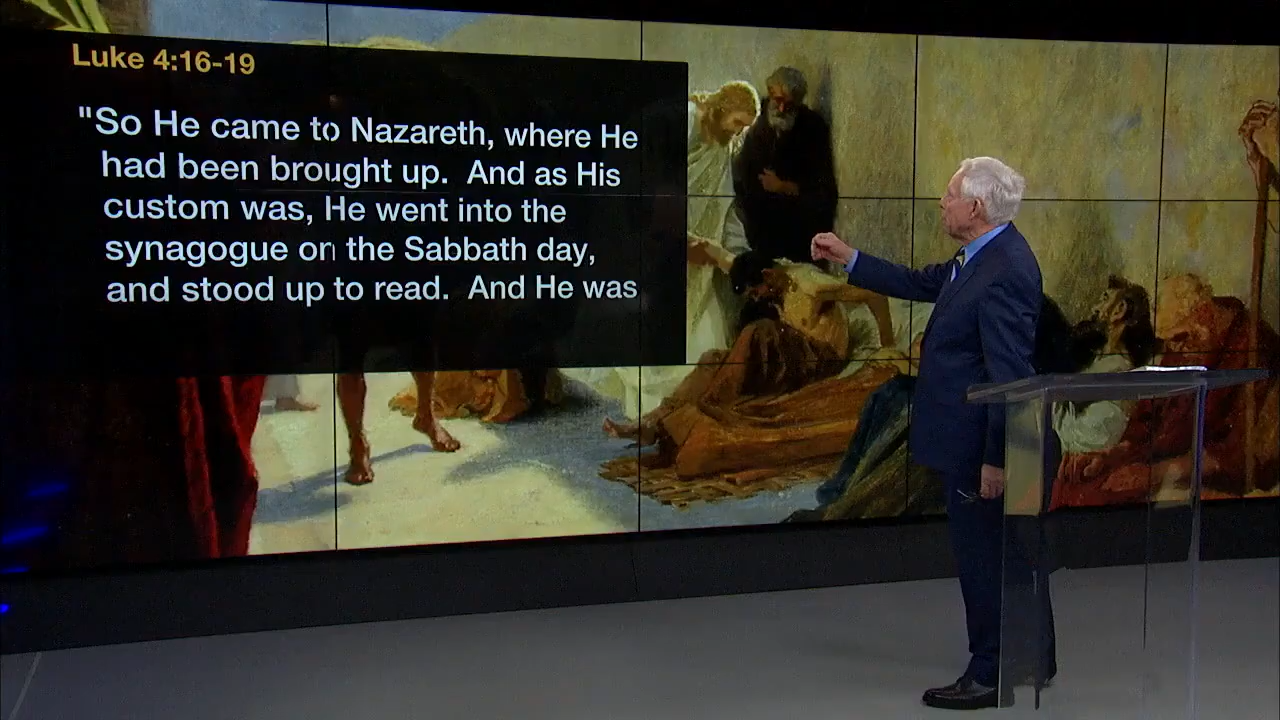 Luke 4:16-19
"So He came to Nazareth, where He
had been brought up. And as His
custom was, He went into the
synagogue on the Sabbath day,
and stood up to read. And He was